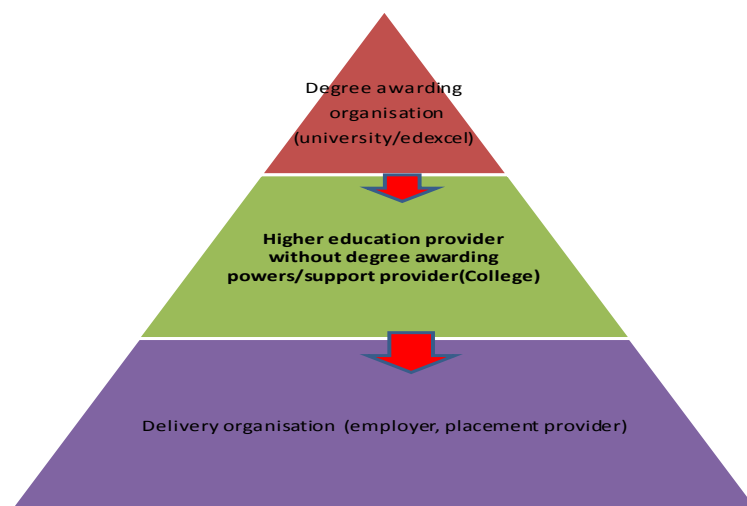 Degree awarding
organisation
(university/edexcel)
Higher education provider
without degree awarding
powers/support provider(College)
Delivery organisation (employer, placement provider)